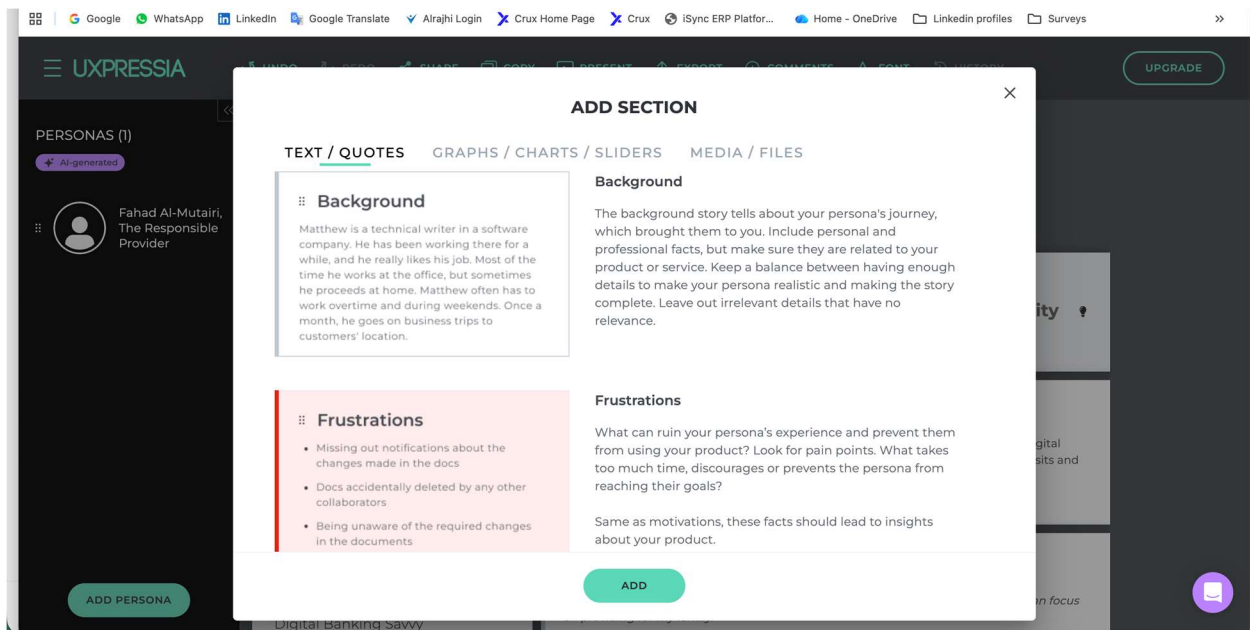 Google WhatsApp LinkedIn Google Translate Alrajhi Login Crux Home Page Crux iSync ERP Platfor... Home - OneDrive Linkedin profiles Surveys »
UXPRESSIA UNDO REDO SHARE COPY PRESENT EXPORT COMMENTS FONT HISTORY UPGRADE
PERSONAS (1)
AI-generated
Fahad Al-Mutairi,
The Responsible
Provider
ADD PERSONA
ADD SECTION
TEXT / QUOTES GRAPHS / CHARTS / SLIDERS MEDIA / FILES
Background
Matthew is a technical writer in a software
company. He has been working there for a
while, and he really likes his job. Most of the
time he works at the office, but sometimes
he proceeds at home. Matthew often has to
work overtime and during weekends. Once a
month, he goes on business trips to
customers' location.
Background
The background story tells about your persona's journey,
which brought them to you. Include personal and
professional facts, but make sure they are related to your
product or service. Keep a balance between having enough
details to make your persona realistic and making the story
complete. Leave out irrelevant details that have no
relevance.
Frustrations
Missing out notifications about the
changes made in the docs
Docs accidentally deleted by any other
collaborators
Being unaware of the required changes
in the documents
Frustrations
What can ruin your persona's experience and prevent them
from using your product? Look for pain points. What takes
too much time, discourages or prevents the persona from
reaching their goals?
Same as motivations, these facts should lead to insights
about your product.
ADD
ity
gital
sits and
n focus
Digital Banking Savvy